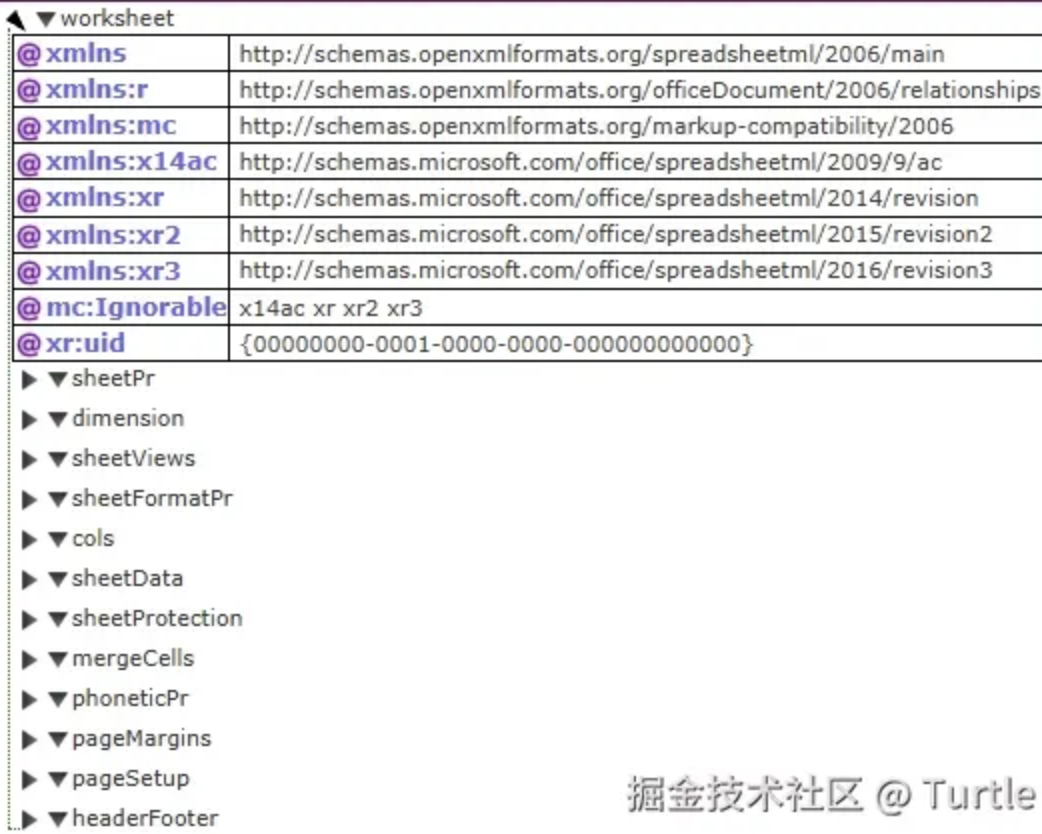 worksheet
@ xmlns http://schemas.openxmlformats.org/spreadsheetml/2006/main
@ xmlns:r http://schemas.openxmlformats.org/officeDocument/2006/relationships
@ xmlns:mc http://schemas.openxmlformats.org/markup-compatibility/2006
@ xmlns:x14ac http://schemas.microsoft.com/office/spreadsheetml/2009/9/ac
@ xmlns:xr http://schemas.microsoft.com/office/spreadsheetml/2014/revision
@ xmlns:xr2 http://schemas.microsoft.com/office/spreadsheetml/2015/revision2
@ xmlns:xr3 http://schemas.microsoft.com/office/spreadsheetml/2016/revision3
@ mc:Ignorable x14ac xr xr2 xr3
@ xr:uid {00000000-0001-0000-0000-000000000000}
sheetPr
dimension
sheetViews
sheetFormatPr
cols
sheetData
sheetProtection
mergeCells
phoneticPr
pageMargins
pageSetup
headerFooter
掘金技术社区 @ Turtle